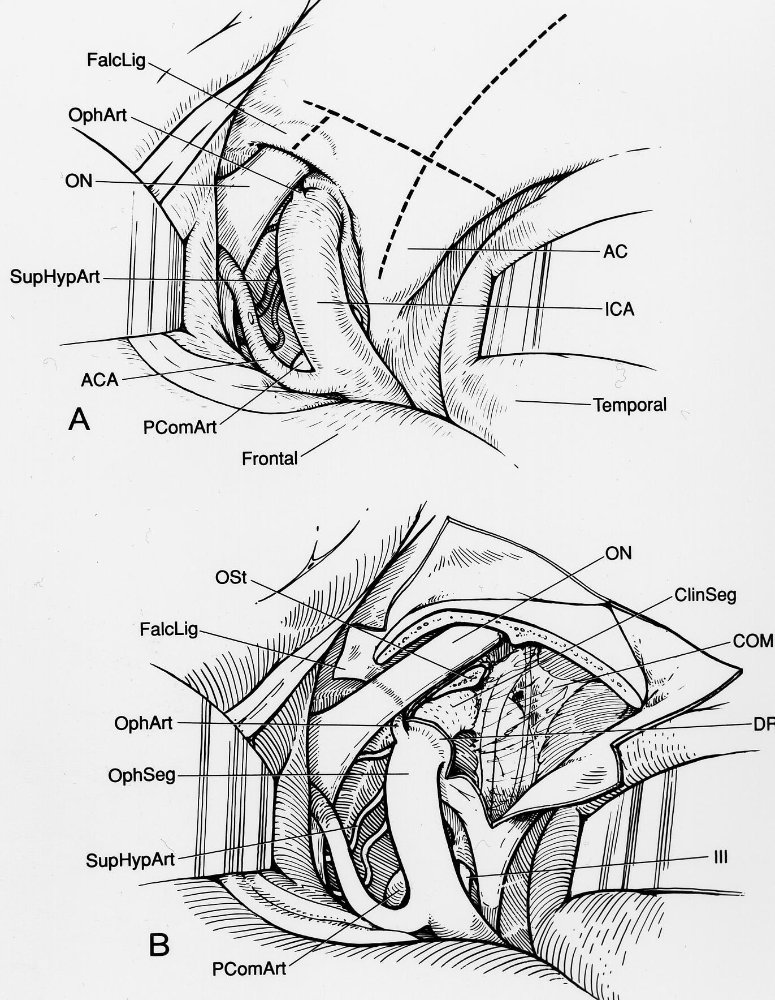 FalcLig
OphArt
ON
SupHypArt
AC
ICA
ACA
Temporal
A
PComArt
Frontal
ON
OSt
ClinSeg
FalcLig
COM
OphArt
DR
OphSeg
SupHypArt
III
B
PComArt